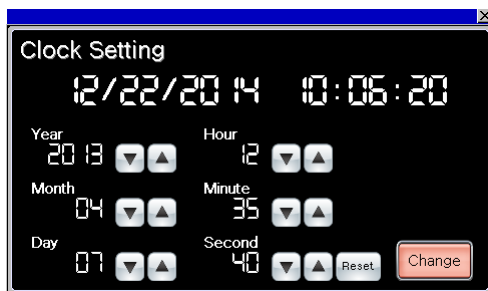 Clock Setting
12/22/2014 10:06:20
Year Hour
2013 12
Month Minute
04 35
Day Second
07 40 Reset Change